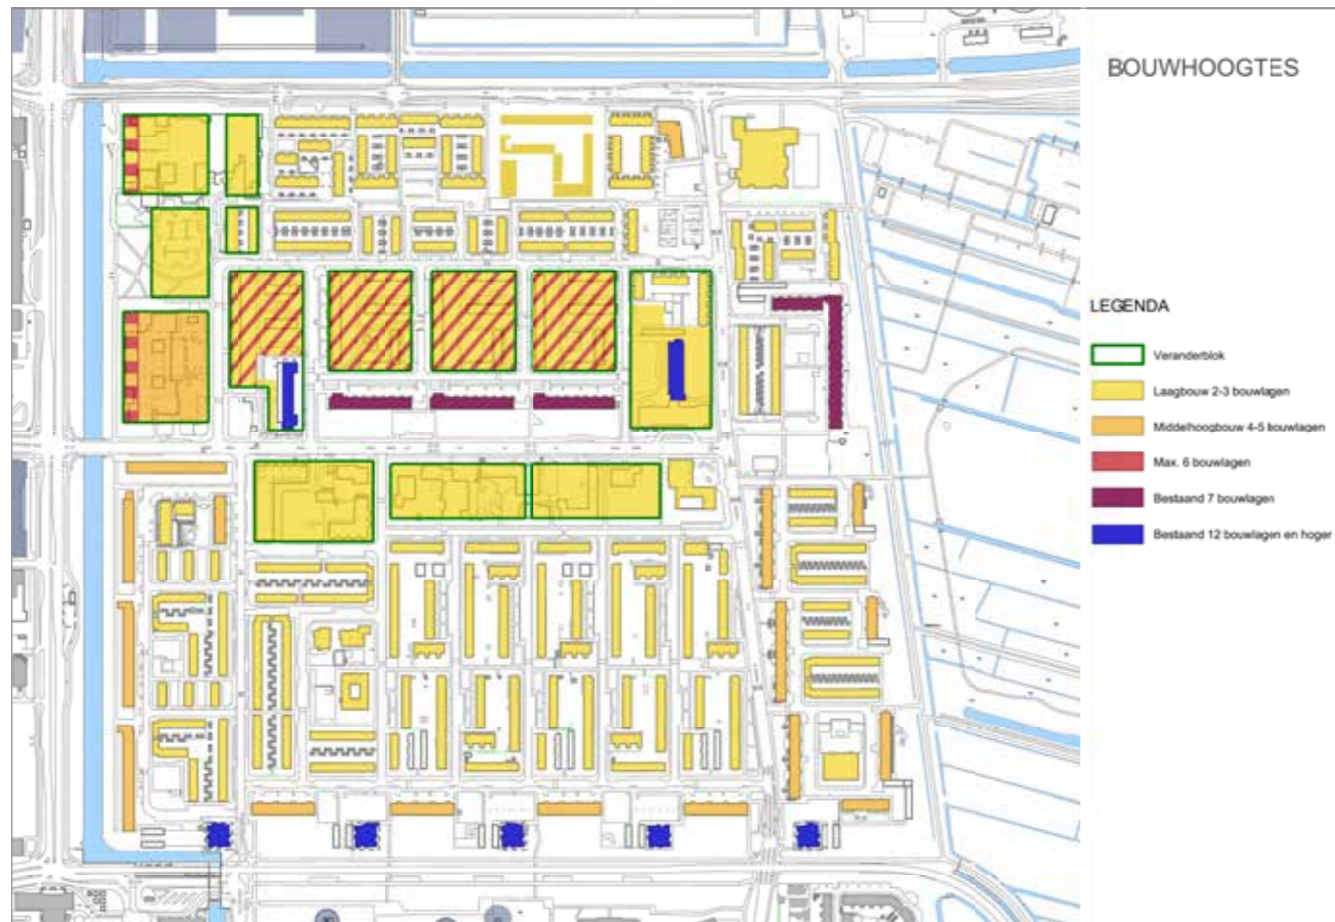 BOUWHOOGTES
LEGENDA
Veranderblok
Laagbouw 2-3 bouwlagen
Middelhoogbouw 4-5 bouwlagen
Max. 6 bouwlagen
Bestaand 7 bouwlagen
Bestaand 12 bouwlagen en hoger